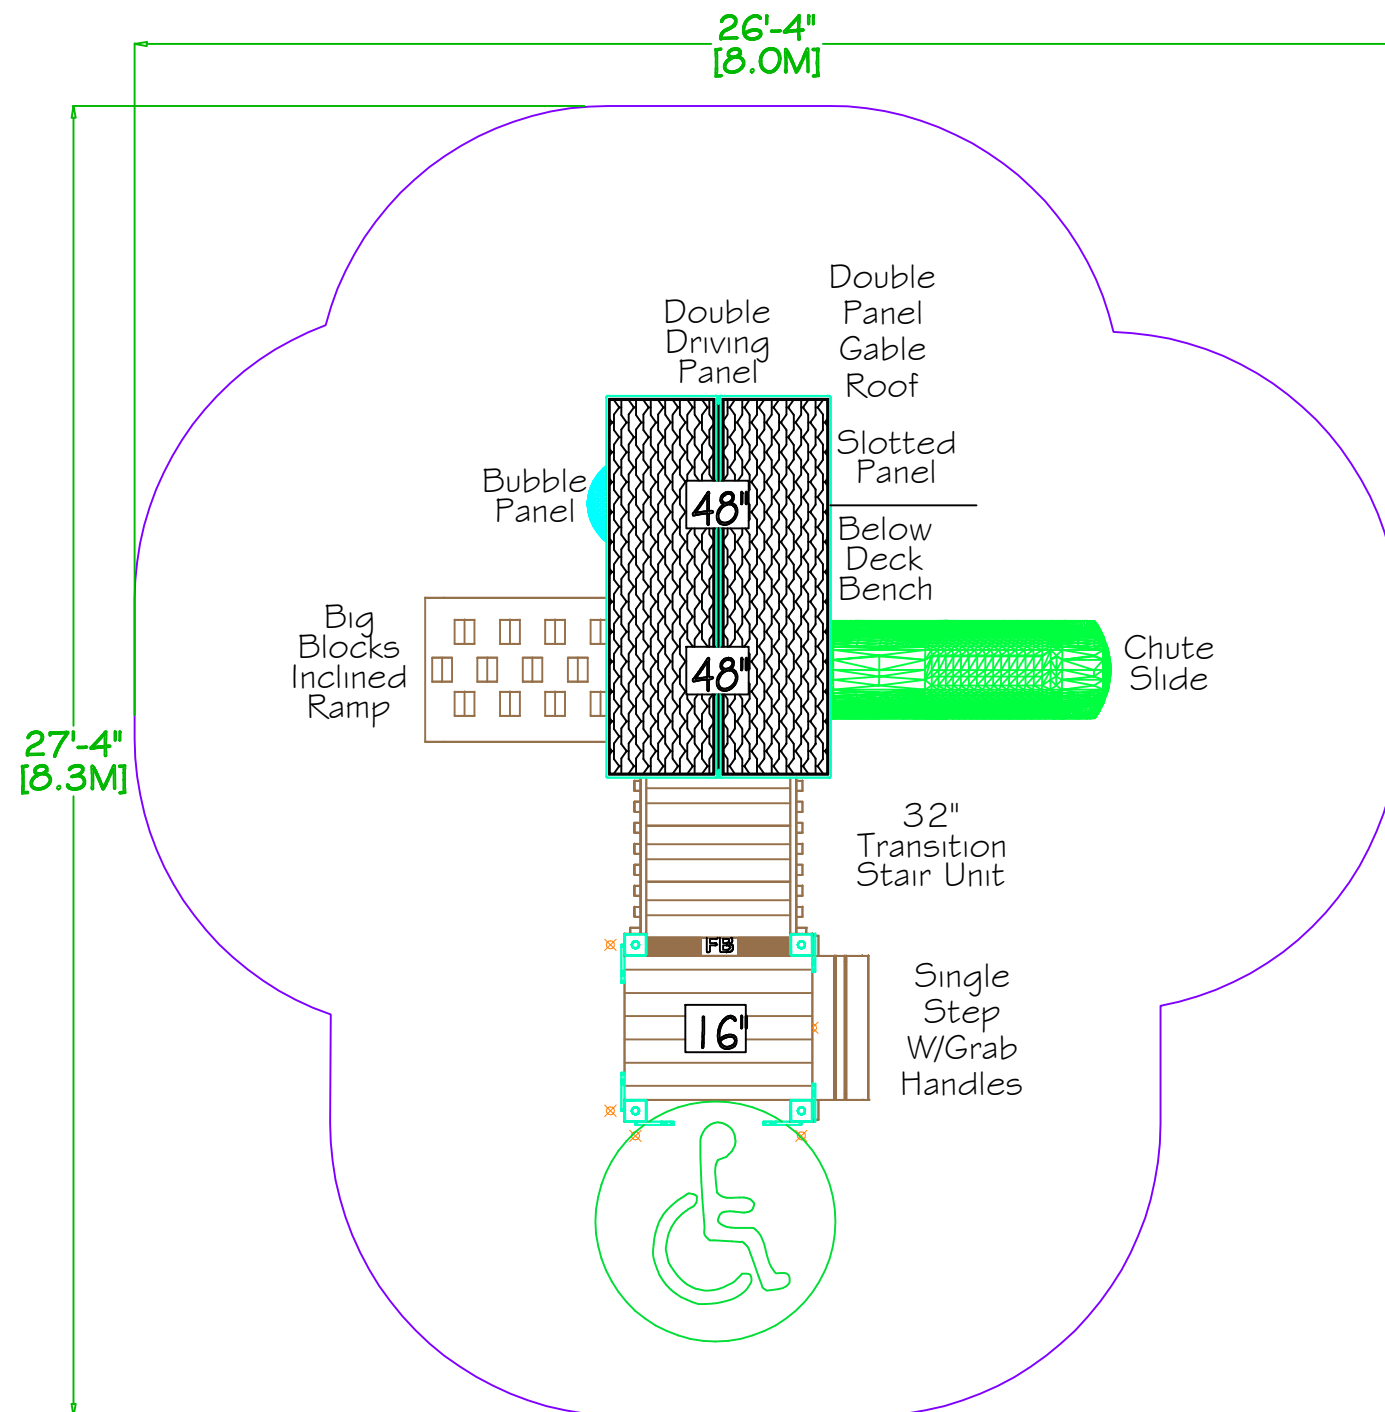 26'-4"
[8.0M]
Double
Panel
Gable
Roof
Double
Driving
Panel
Slotted
Panel
Bubble
Panel
48"
Below
Deck
Bench
Big
Blocks
Inclined
Ramp
48"
Chute
Slide
27'-4"
[8.3M]
32"
Transition
Stair Unit
FB
16"
Single
Step
W/Grab
Handles